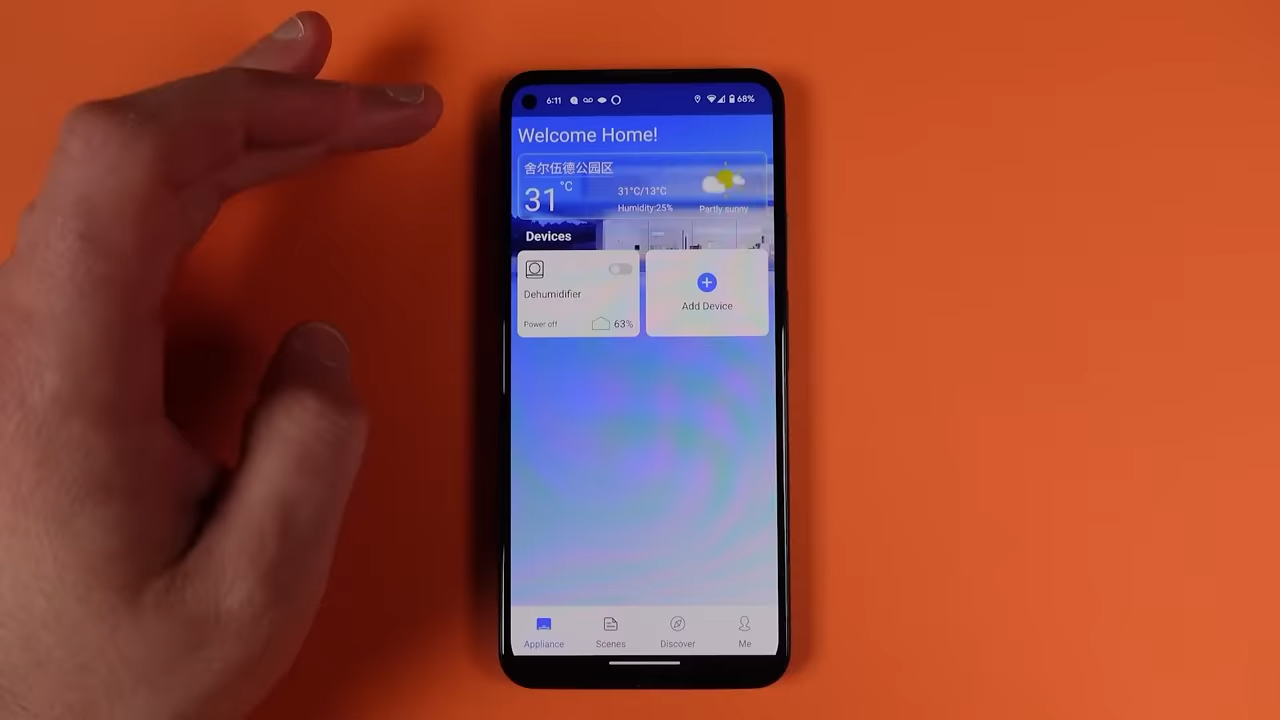 6:11 68%
Welcome Home!
舍尔伍德公园区
31°C 31°C/13°C
Humidity:25% Partly sunny
Devices
Dehumidifier
Power off 63%
Add Device
Appliance Scenes Discover Me